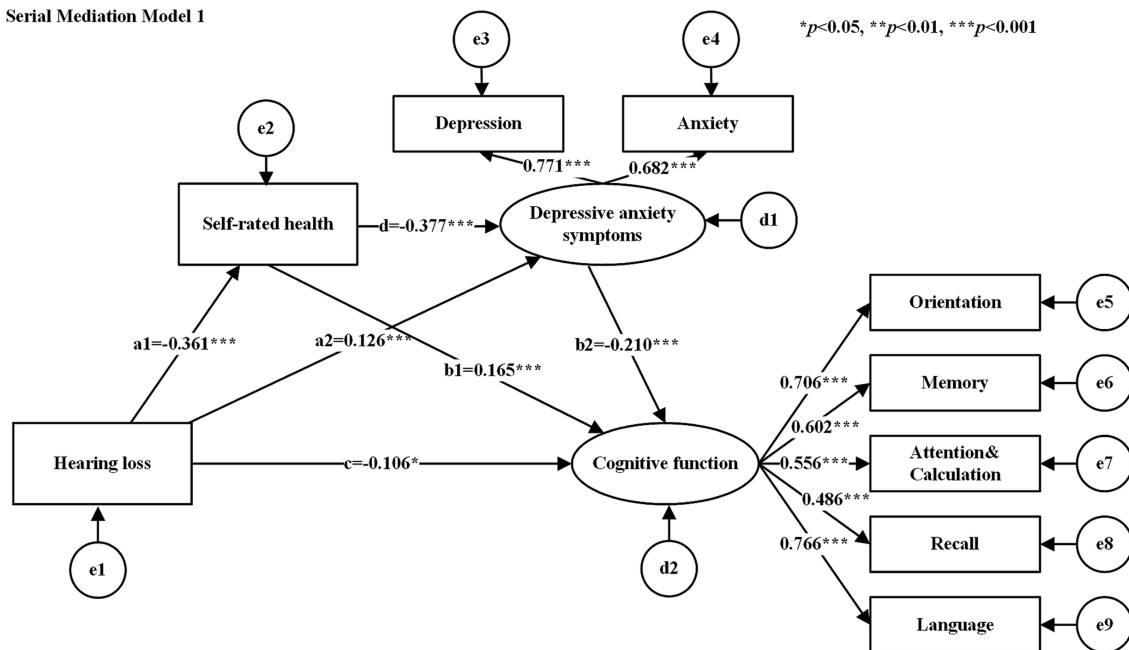 Serial Mediation Model 1
*p<0.05, **p<0.01, ***p<0.001
e3
e4
Depression
Anxiety
e2
0.771***
0.682***
Self-rated health
d=-0.377***
Depressive anxiety
symptoms
d1
Orientation
e5
a1=-0.361***
a2=0.126***
b2=-0.210***
b1=0.165***
0.706***
Memory
e6
0.602***
Hearing loss
c=-0.106*
Cognitive function
0.556***
Attention&
Calculation
e7
0.486***
0.766***
Recall
e8
e1
d2
Language
e9